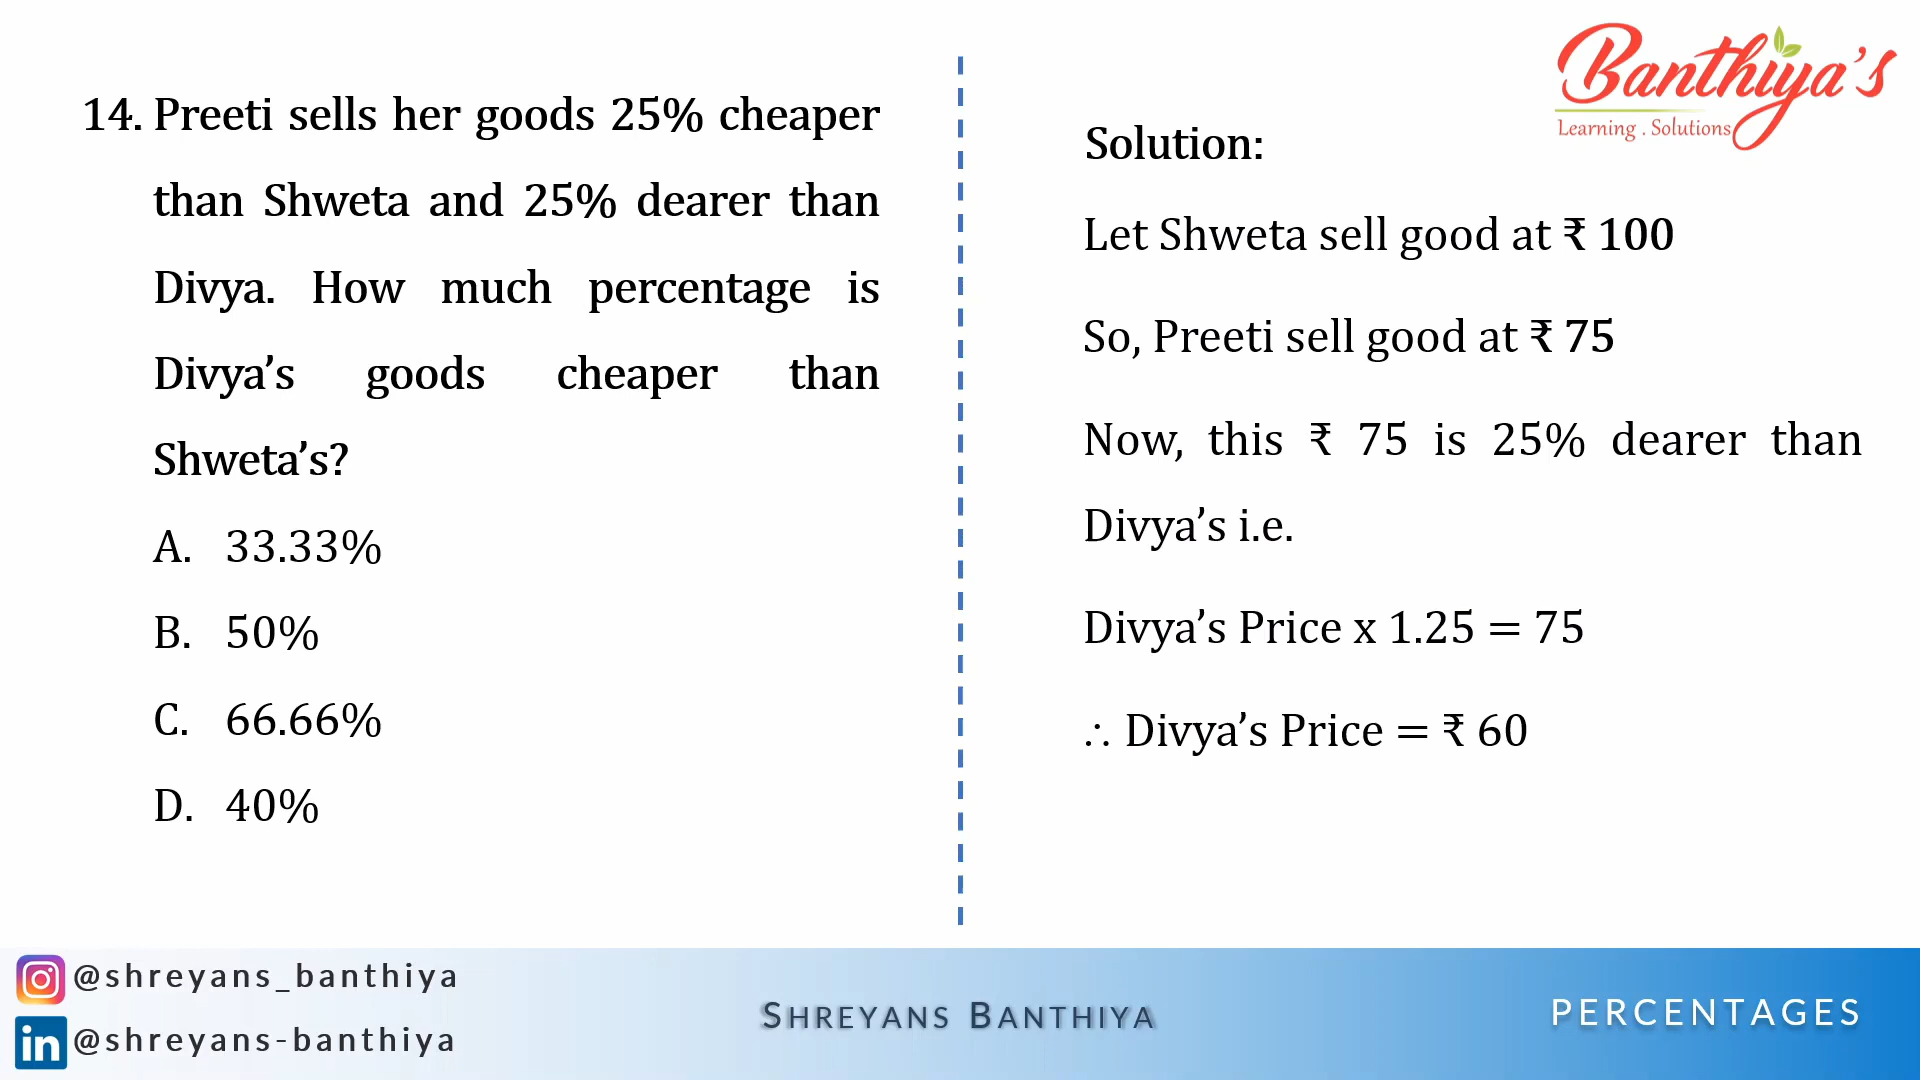 14. Preeti sells her goods 25% cheaper
than Shweta and 25% dearer than
Divya. How much percentage is
Divya’s goods cheaper than
Shweta’s?
A. 33.33%
B. 50%
C. 66.66%
D. 40%
Banthiya’s
Learning . Solutions
Solution:
Let Shweta sell good at ₹ 100
So, Preeti sell good at ₹ 75
Now, this ₹ 75 is 25% dearer than
Divya’s i.e.
Divya’s Price x 1.25 = 75
∴ Divya’s Price = ₹ 60
@shreyans_banthiya
in @shreyans-banthiya
SHREYANS BANTHIYA
PERCENTAGES